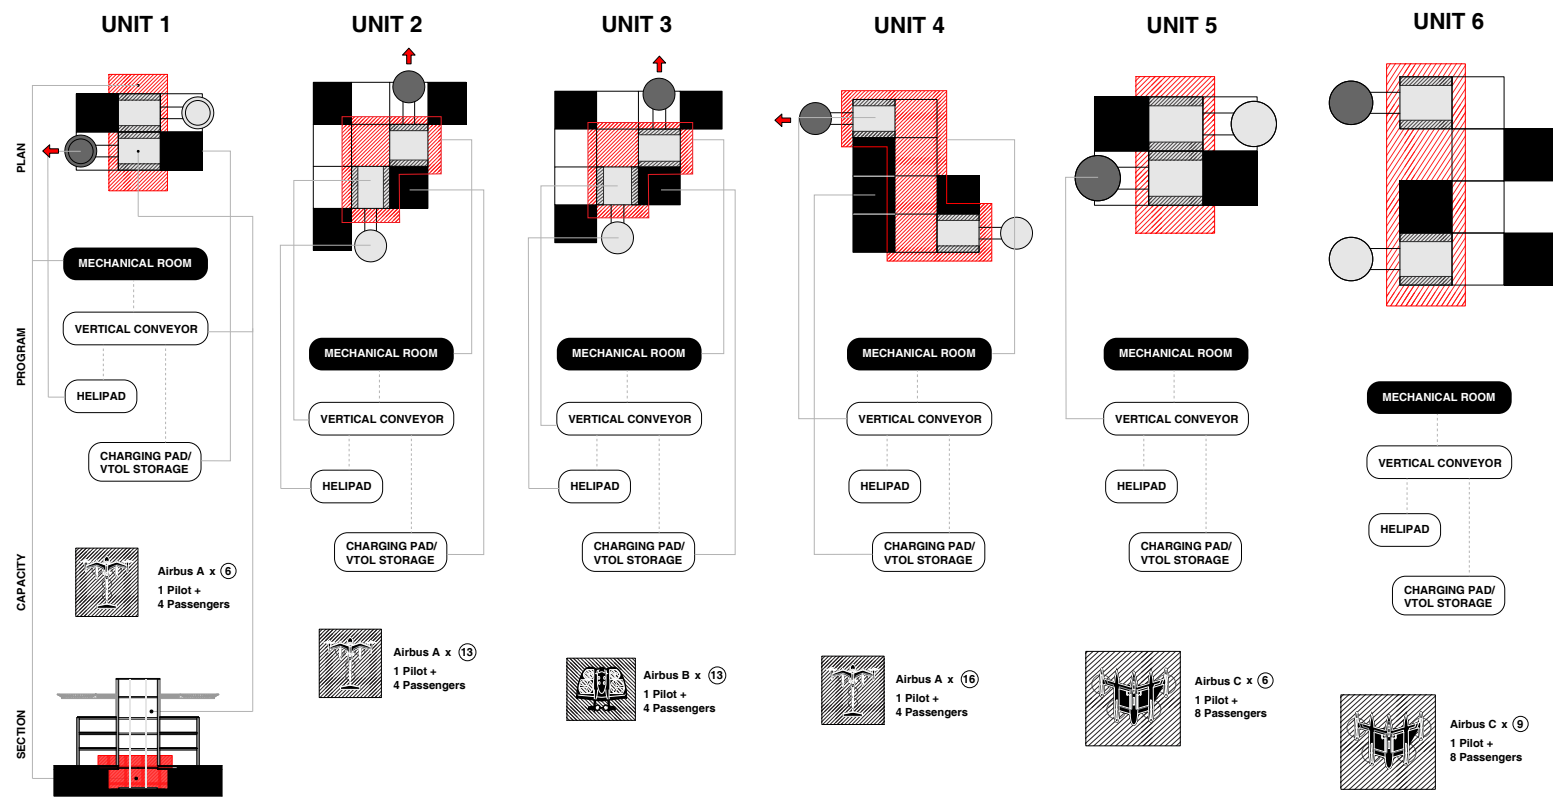 UNIT 1
UNIT 2
UNIT 3
UNIT 4
UNIT 5
UNIT 6
PLAN
PROGRAM
CAPACITY
SECTION
MECHANICAL ROOM
VERTICAL CONVEYOR
HELIPAD
CHARGING PAD/
VTOL STORAGE
Airbus A x 6
1 Pilot +
4 Passengers
MECHANICAL ROOM
VERTICAL CONVEYOR
HELIPAD
CHARGING PAD/
VTOL STORAGE
Airbus A x 13
1 Pilot +
4 Passengers
MECHANICAL ROOM
VERTICAL CONVEYOR
HELIPAD
CHARGING PAD/
VTOL STORAGE
Airbus B x 13
1 Pilot +
4 Passengers
MECHANICAL ROOM
VERTICAL CONVEYOR
HELIPAD
CHARGING PAD/
VTOL STORAGE
Airbus A x 16
1 Pilot +
4 Passengers
MECHANICAL ROOM
VERTICAL CONVEYOR
HELIPAD
CHARGING PAD/
VTOL STORAGE
Airbus C x 6
1 Pilot +
8 Passengers
MECHANICAL ROOM
VERTICAL CONVEYOR
HELIPAD
CHARGING PAD/
VTOL STORAGE
Airbus C x 9
1 Pilot +
8 Passengers